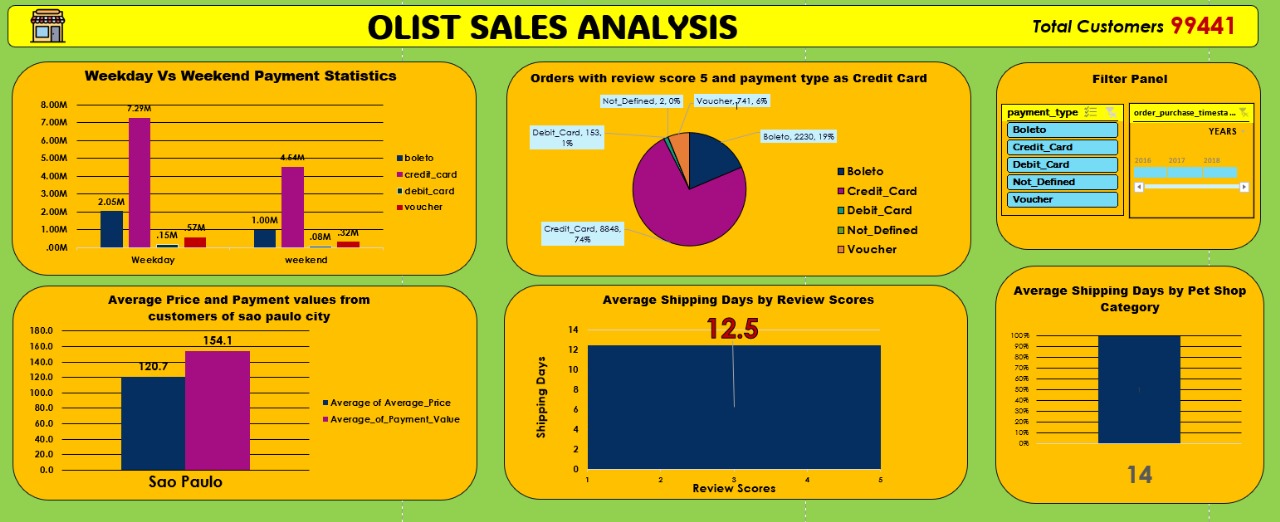 OLIST SALES ANALYSIS
Total Customers 99441
Weekday Vs Weekend Payment Statistics
8.00M
7.00M
6.00M
5.00M
4.00M
3.00M
2.00M
1.00M
.00M
2.05M
7.29M
.15M
.57M
1.00M
4.54M
.08M
.32M
Weekday
weekend
boleto
credit_card
debit_card
voucher
Orders with review score 5 and payment type as Credit Card
Not_Defined, 2, 0%
Voucher, 741, 6%
Debit_Card, 153,
1%
Boleto, 2230, 19%
Credit_Card, 8848,
74%
Boleto
Credit_Card
Debit_Card
Not_Defined
Voucher
Filter Panel
payment_type
Boleto
Credit_Card
Debit_Card
Not_Defined
Voucher
order_purchase_timesta...
YEARS
2016 2017 2018
Average Price and Payment values from
customers of sao paulo city
180.0
160.0
140.0
120.0
100.0
80.0
60.0
40.0
20.0
0.0
120.7
154.1
Sao Paulo
Average of Average_Price
Average_of_Payment_Value
Average Shipping Days by Review Scores
12.5
Shipping Days
14
12
10
8
6
4
2
0
1 2 3 4 5
Review Scores
Average Shipping Days by Pet Shop
Category
100%
90%
80%
70%
60%
50%
40%
30%
20%
10%
0%
14